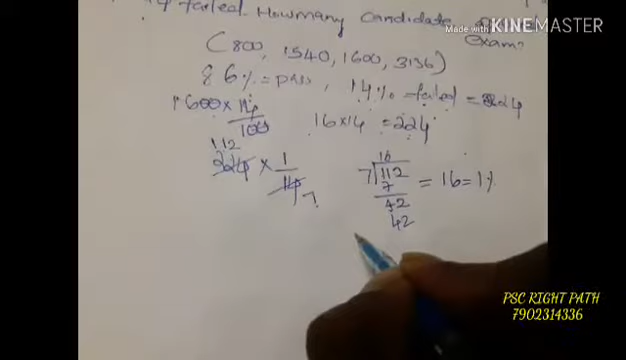 failed. How many Candidate
Made with KINEMASTER
exam?
(800, 1540, 1600, 3136)
86% = pass, 14% = failed = 224
1600 × 14
100
16 × 14 = 224
112
224 × 1
14
7
16
7 112 = 16 = 1%
7
42
42
PSC RIGHT PATH
7902314336